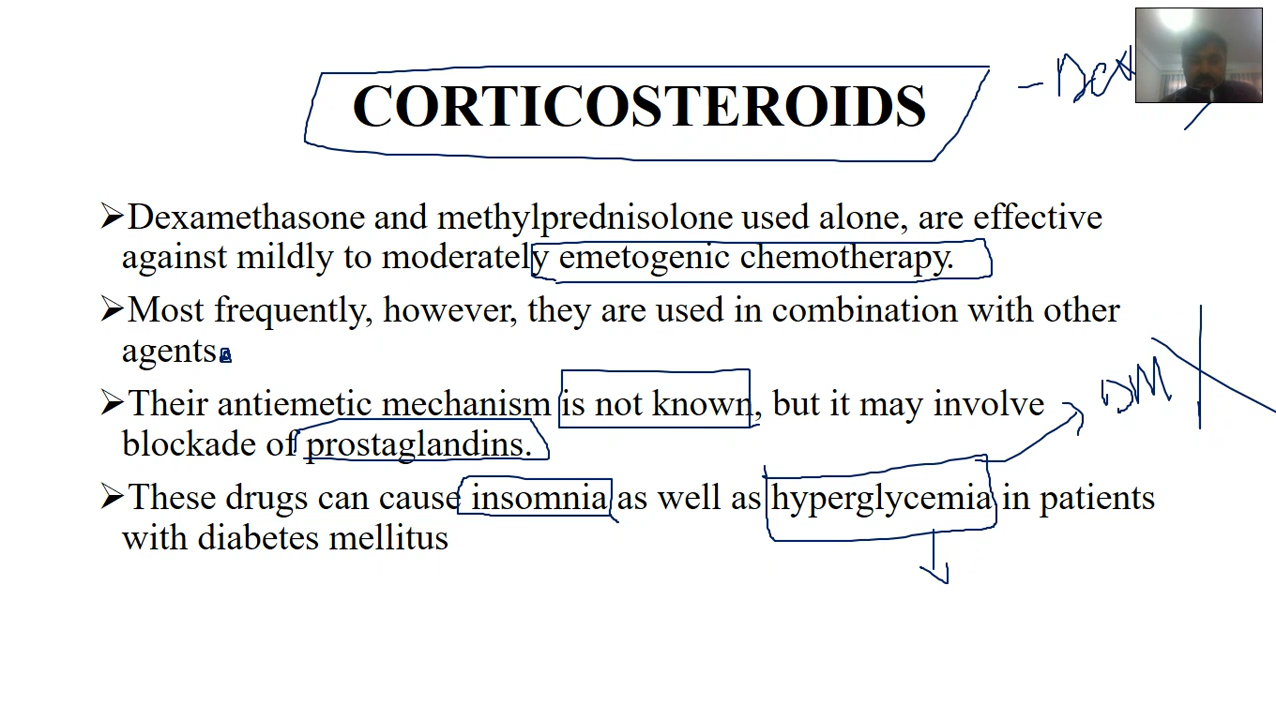 CORTICOSTEROIDS
➢Dexamethasone and methylprednisolone used alone, are effective
against mildly to moderately emetogenic chemotherapy.
➢Most frequently, however, they are used in combination with other
agents
➢Their antiemetic mechanism is not known, but it may involve
blockade of prostaglandins.
DM
➢These drugs can cause insomnia as well as hyperglycemia in patients
with diabetes mellitus